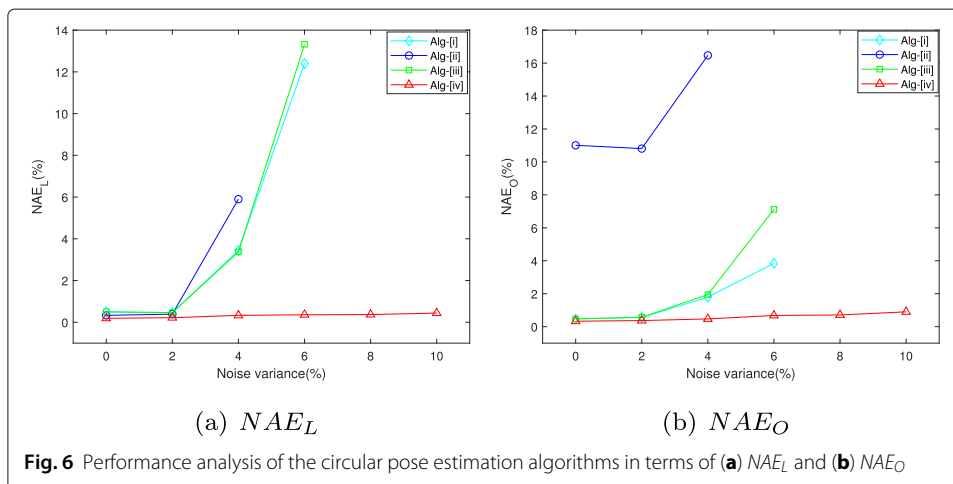 14
12
10
8
6
4
2
0
NAE_L(%)
0 2 4 6 8 10
Noise variance(%)
Alg-[i]
Alg-[ii]
Alg-[iii]
Alg-[iv]
(a) NAE_L
18
16
14
12
10
8
6
4
2
0
NAE_O(%)
0 2 4 6 8 10
Noise variance(%)
Alg-[i]
Alg-[ii]
Alg-[iii]
Alg-[iv]
(b) NAE_O
Fig. 6 Performance analysis of the circular pose estimation algorithms in terms of (a) NAE_L and (b) NAE_O